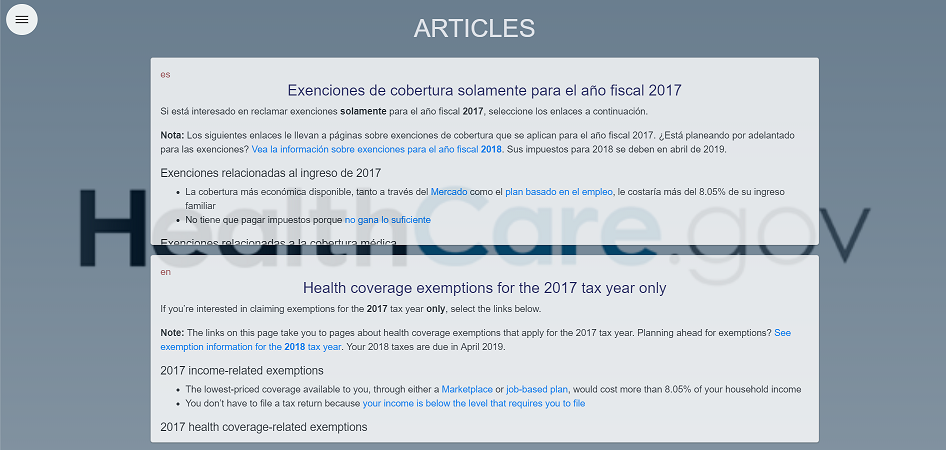 ARTICLES
es
Exenciones de cobertura solamente para el año fiscal 2017
Si está interesado en reclamar exenciones solamente para el año fiscal 2017, seleccione los enlaces a continuación.
Nota: Los siguientes enlaces le llevan a páginas sobre exenciones de cobertura que se aplican para el año fiscal 2017. ¿Está planeando por adelantado
para las exenciones? Vea la información sobre exenciones para el año fiscal 2018. Sus impuestos para 2018 se deben en abril de 2019.
Exenciones relacionadas al ingreso de 2017
• La cobertura más económica disponible, tanto a través del Mercado como el plan basado en el empleo, le costaría más del 8.05% de su ingreso
familiar
• No tiene que pagar impuestos porque no gana lo suficiente
Exenciones relacionadas a la cobertura médica
HealthCare.gov
en
Health coverage exemptions for the 2017 tax year only
If you're interested in claiming exemptions for the 2017 tax year only, select the links below.
Note: The links on this page take you to pages about health coverage exemptions that apply for the 2017 tax year. Planning ahead for exemptions? See
exemption information for the 2018 tax year. Your 2018 taxes are due in April 2019.
2017 income-related exemptions
• The lowest-priced coverage available to you, through either a Marketplace or job-based plan, would cost more than 8.05% of your household income
• You don't have to file a tax return because your income is below the level that requires you to file
2017 health coverage-related exemptions